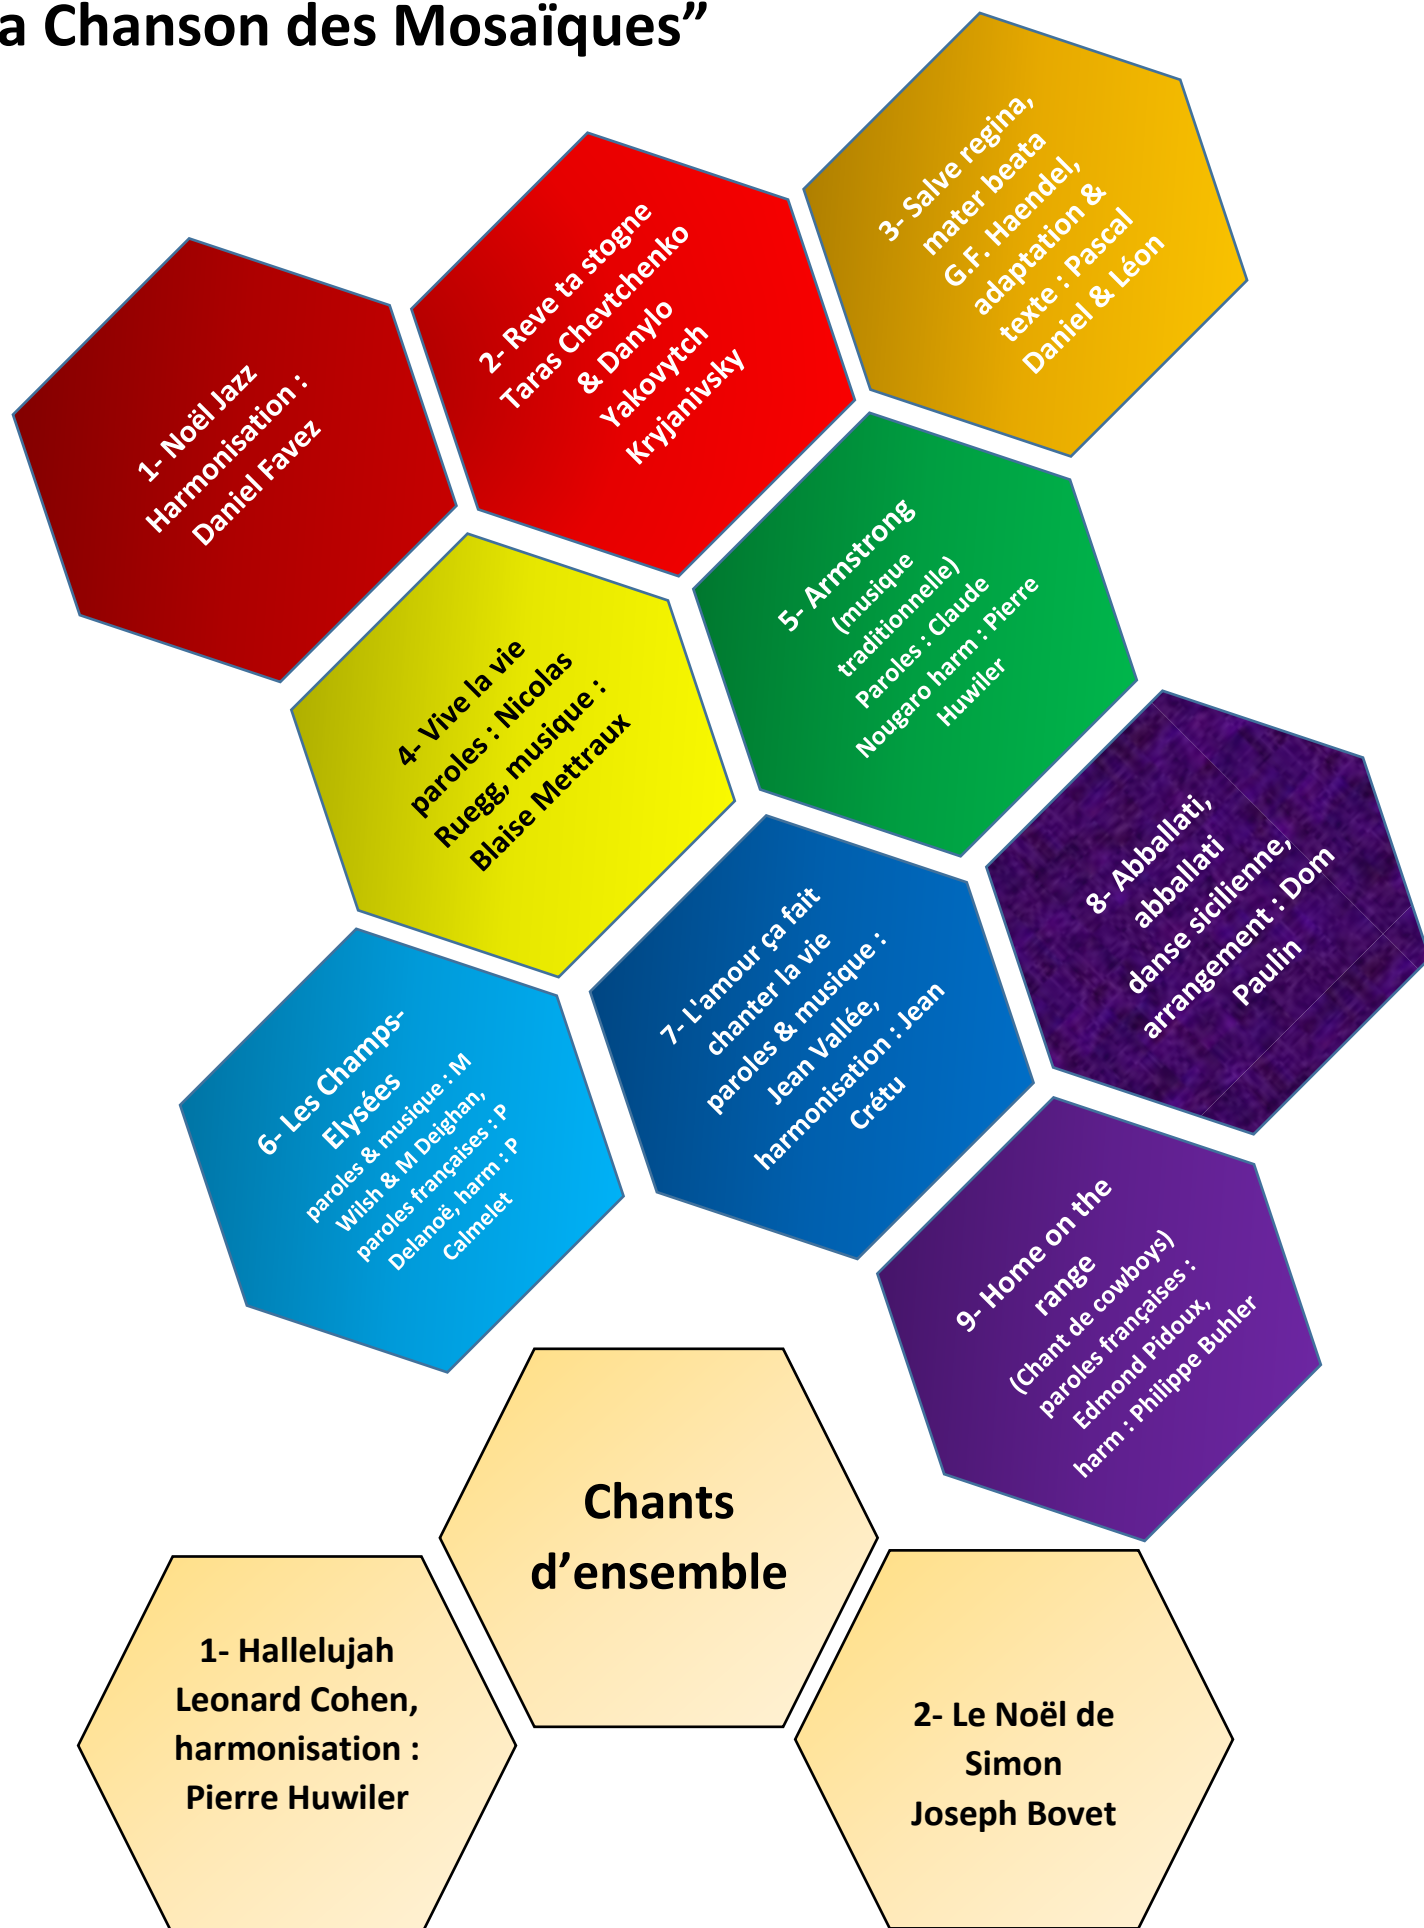 a Chanson des Mosaïques”
1- Noël Jazz
Harmonisation :
Daniel Favez
2- Reve ta stogne
Taras Chevtchenko
& Danylo
Yakovytch
Kryjanivsky
3- Salve regina,
mater beata
G.F. Haendel,
adaptation &
texte : Pascal
Daniel & Léon
4- Vive la vie
paroles : Nicolas
Ruegg, musique :
Blaise Mettraux
5- Armstrong
(musique
traditionnelle)
Paroles : Claude
Nougaro harm : Pierre
Huwiler
6- Les Champs-
Elysées
paroles & musique : M
Wilsh & M Deighan,
paroles françaises : P
Delanoë, harm : P
Calmelet
7- L'amour ça fait
chanter la vie
paroles & musique :
Jean Vallée,
harmonisation : Jean
Crétu
8- Abballati,
abballati
danse sicilienne,
arrangement : Dom
Paulin
9- Home on the
range
(Chant de cowboys)
paroles françaises :
Edmond Pidoux,
harm : Philippe Buhler
Chants
d’ensemble
1- Hallelujah
Leonard Cohen,
harmonisation :
Pierre Huwiler
2- Le Noël de
Simon
Joseph Bovet